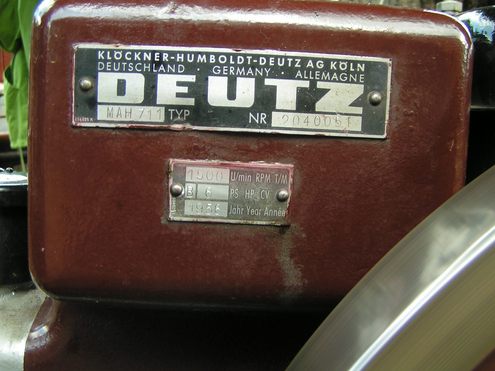 KLÖCKNER-HUMBOLDT-DEUTZ AG KÖLN
DEUTSCHLAND · GERMANY · ALLEMAGNE
DEUTZ
MAH 711 TYP NR
1500 U/min RPM T/M
PS HP CV
Jahr Year Année